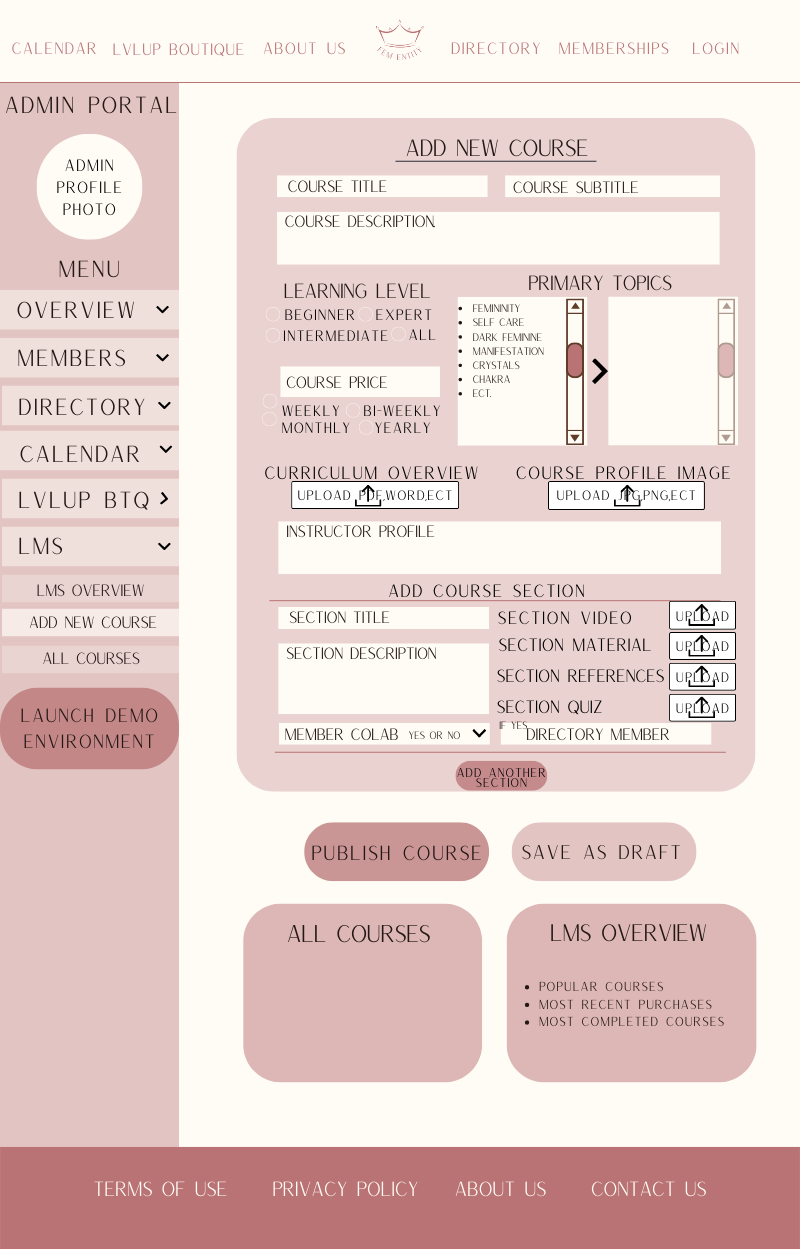 CALENDAR LVLUP BOUTIQUE ABOUT US FEM ENTITY DIRECTORY MEMBERSHIPS LOGIN
ADMIN PORTAL
ADMIN
PROFILE
PHOTO
MENU
OVERVIEW
MEMBERS
DIRECTORY
CALENDAR
LVLUP BTQ
LMS
LMS OVERVIEW
ADD NEW COURSE
ALL COURSES
LAUNCH DEMO
ENVIRONMENT
ADD NEW COURSE
COURSE TITLE COURSE SUBTITLE
COURSE DESCRIPTION
LEARNING LEVEL
BEGINNER EXPERT
INTERMEDIATE ALL
COURSE PRICE
WEEKLY BI-WEEKLY
MONTHLY YEARLY
PRIMARY TOPICS
FEMININITY
SELF CARE
DARK FEMININE
MANIFESTATION
CRYSTALS
CHAKRA
ECT.
CURRICULUM OVERVIEW COURSE PROFILE IMAGE
UPLOAD PDF,WORD,ECT UPLOAD JPG,PNG,ECT
INSTRUCTOR PROFILE
ADD COURSE SECTION
SECTION TITLE SECTION VIDEO UPLOAD
SECTION DESCRIPTION SECTION MATERIAL UPLOAD
SECTION REFERENCES UPLOAD
SECTION QUIZ UPLOAD
IF YES
MEMBER COLAB YES OR NO DIRECTORY MEMBER
ADD ANOTHER
SECTION
PUBLISH COURSE SAVE AS DRAFT
ALL COURSES
LMS OVERVIEW
POPULAR COURSES
MOST RECENT PURCHASES
MOST COMPLETED COURSES
TERMS OF USE PRIVACY POLICY ABOUT US CONTACT US